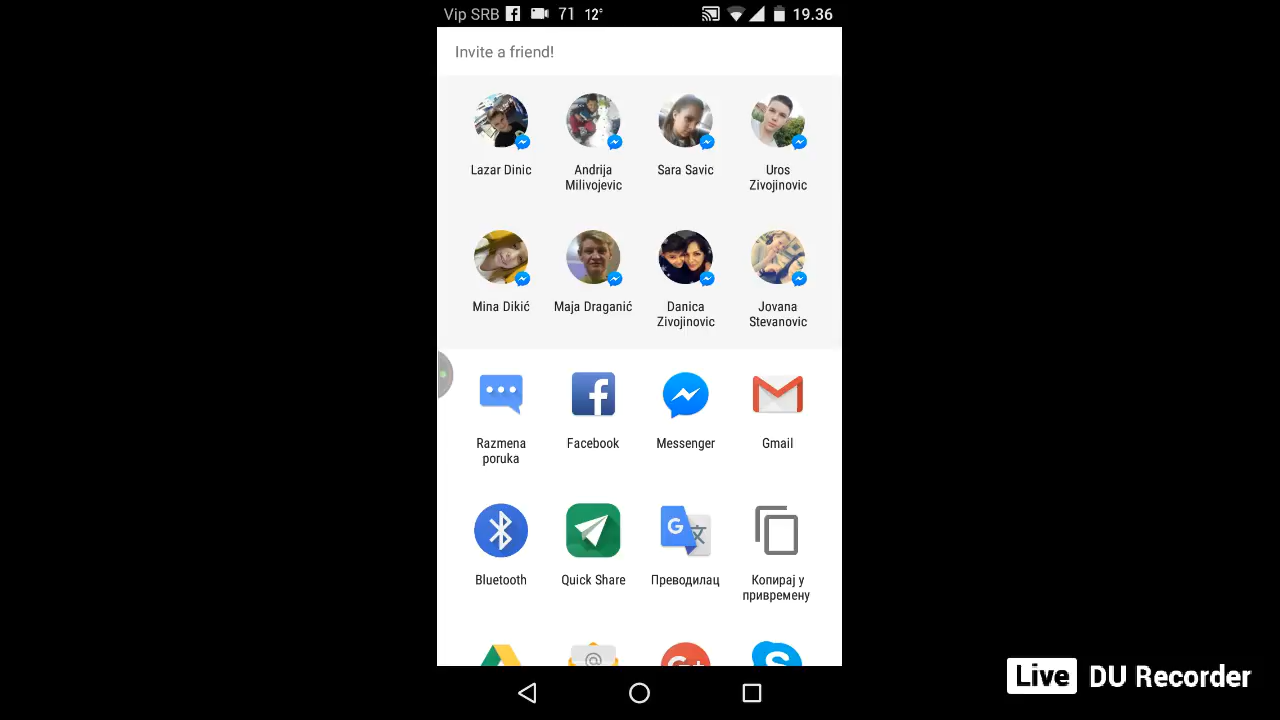 Vip SRB 71 12° 19.36
Invite a friend!
Lazar Dinic
Andrija
Milivojevic
Sara Savic
Uros
Zivojinovic
Mina Dikić
Maja Draganić
Danica
Zivojinovic
Jovana
Stevanovic
Razmena
poruka
Facebook
Messenger
Gmail
Bluetooth
Quick Share
Преводилац
Копирај у
привремену
Live DU Recorder